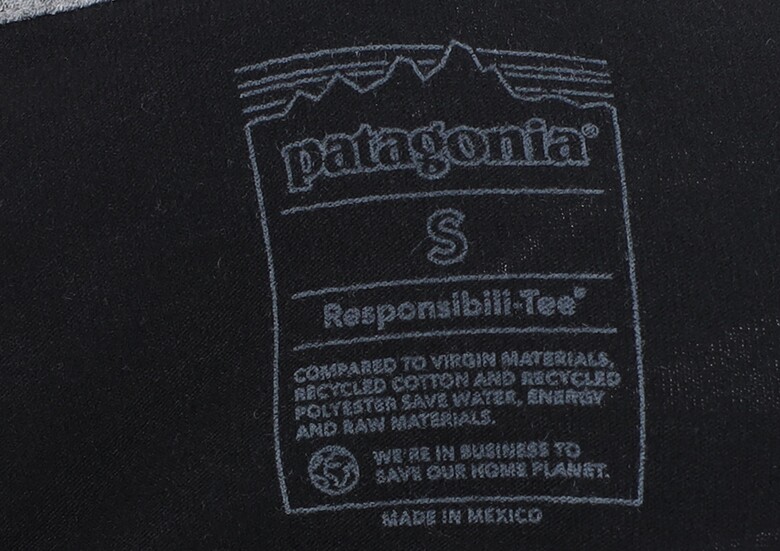 patagonia®
S
Responsibili-Tee®
COMPARED TO VIRGIN MATERIALS,
RECYCLED COTTON AND RECYCLED
POLYESTER SAVE WATER, ENERGY
AND RAW MATERIALS.
WE'RE IN BUSINESS TO
SAVE OUR HOME PLANET.
MADE IN MEXICO